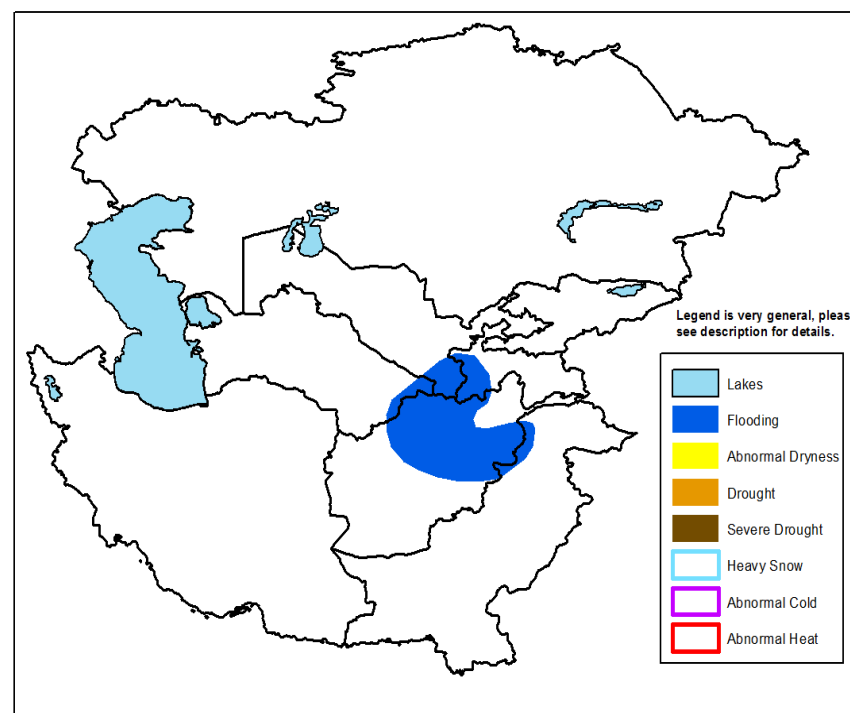 Legend is very general, pleas
see description for details.
Lakes
Flooding
Abnormal Dryness
Drought
Severe Drought
Heavy Snow
Abnormal Cold
Abnormal Heat